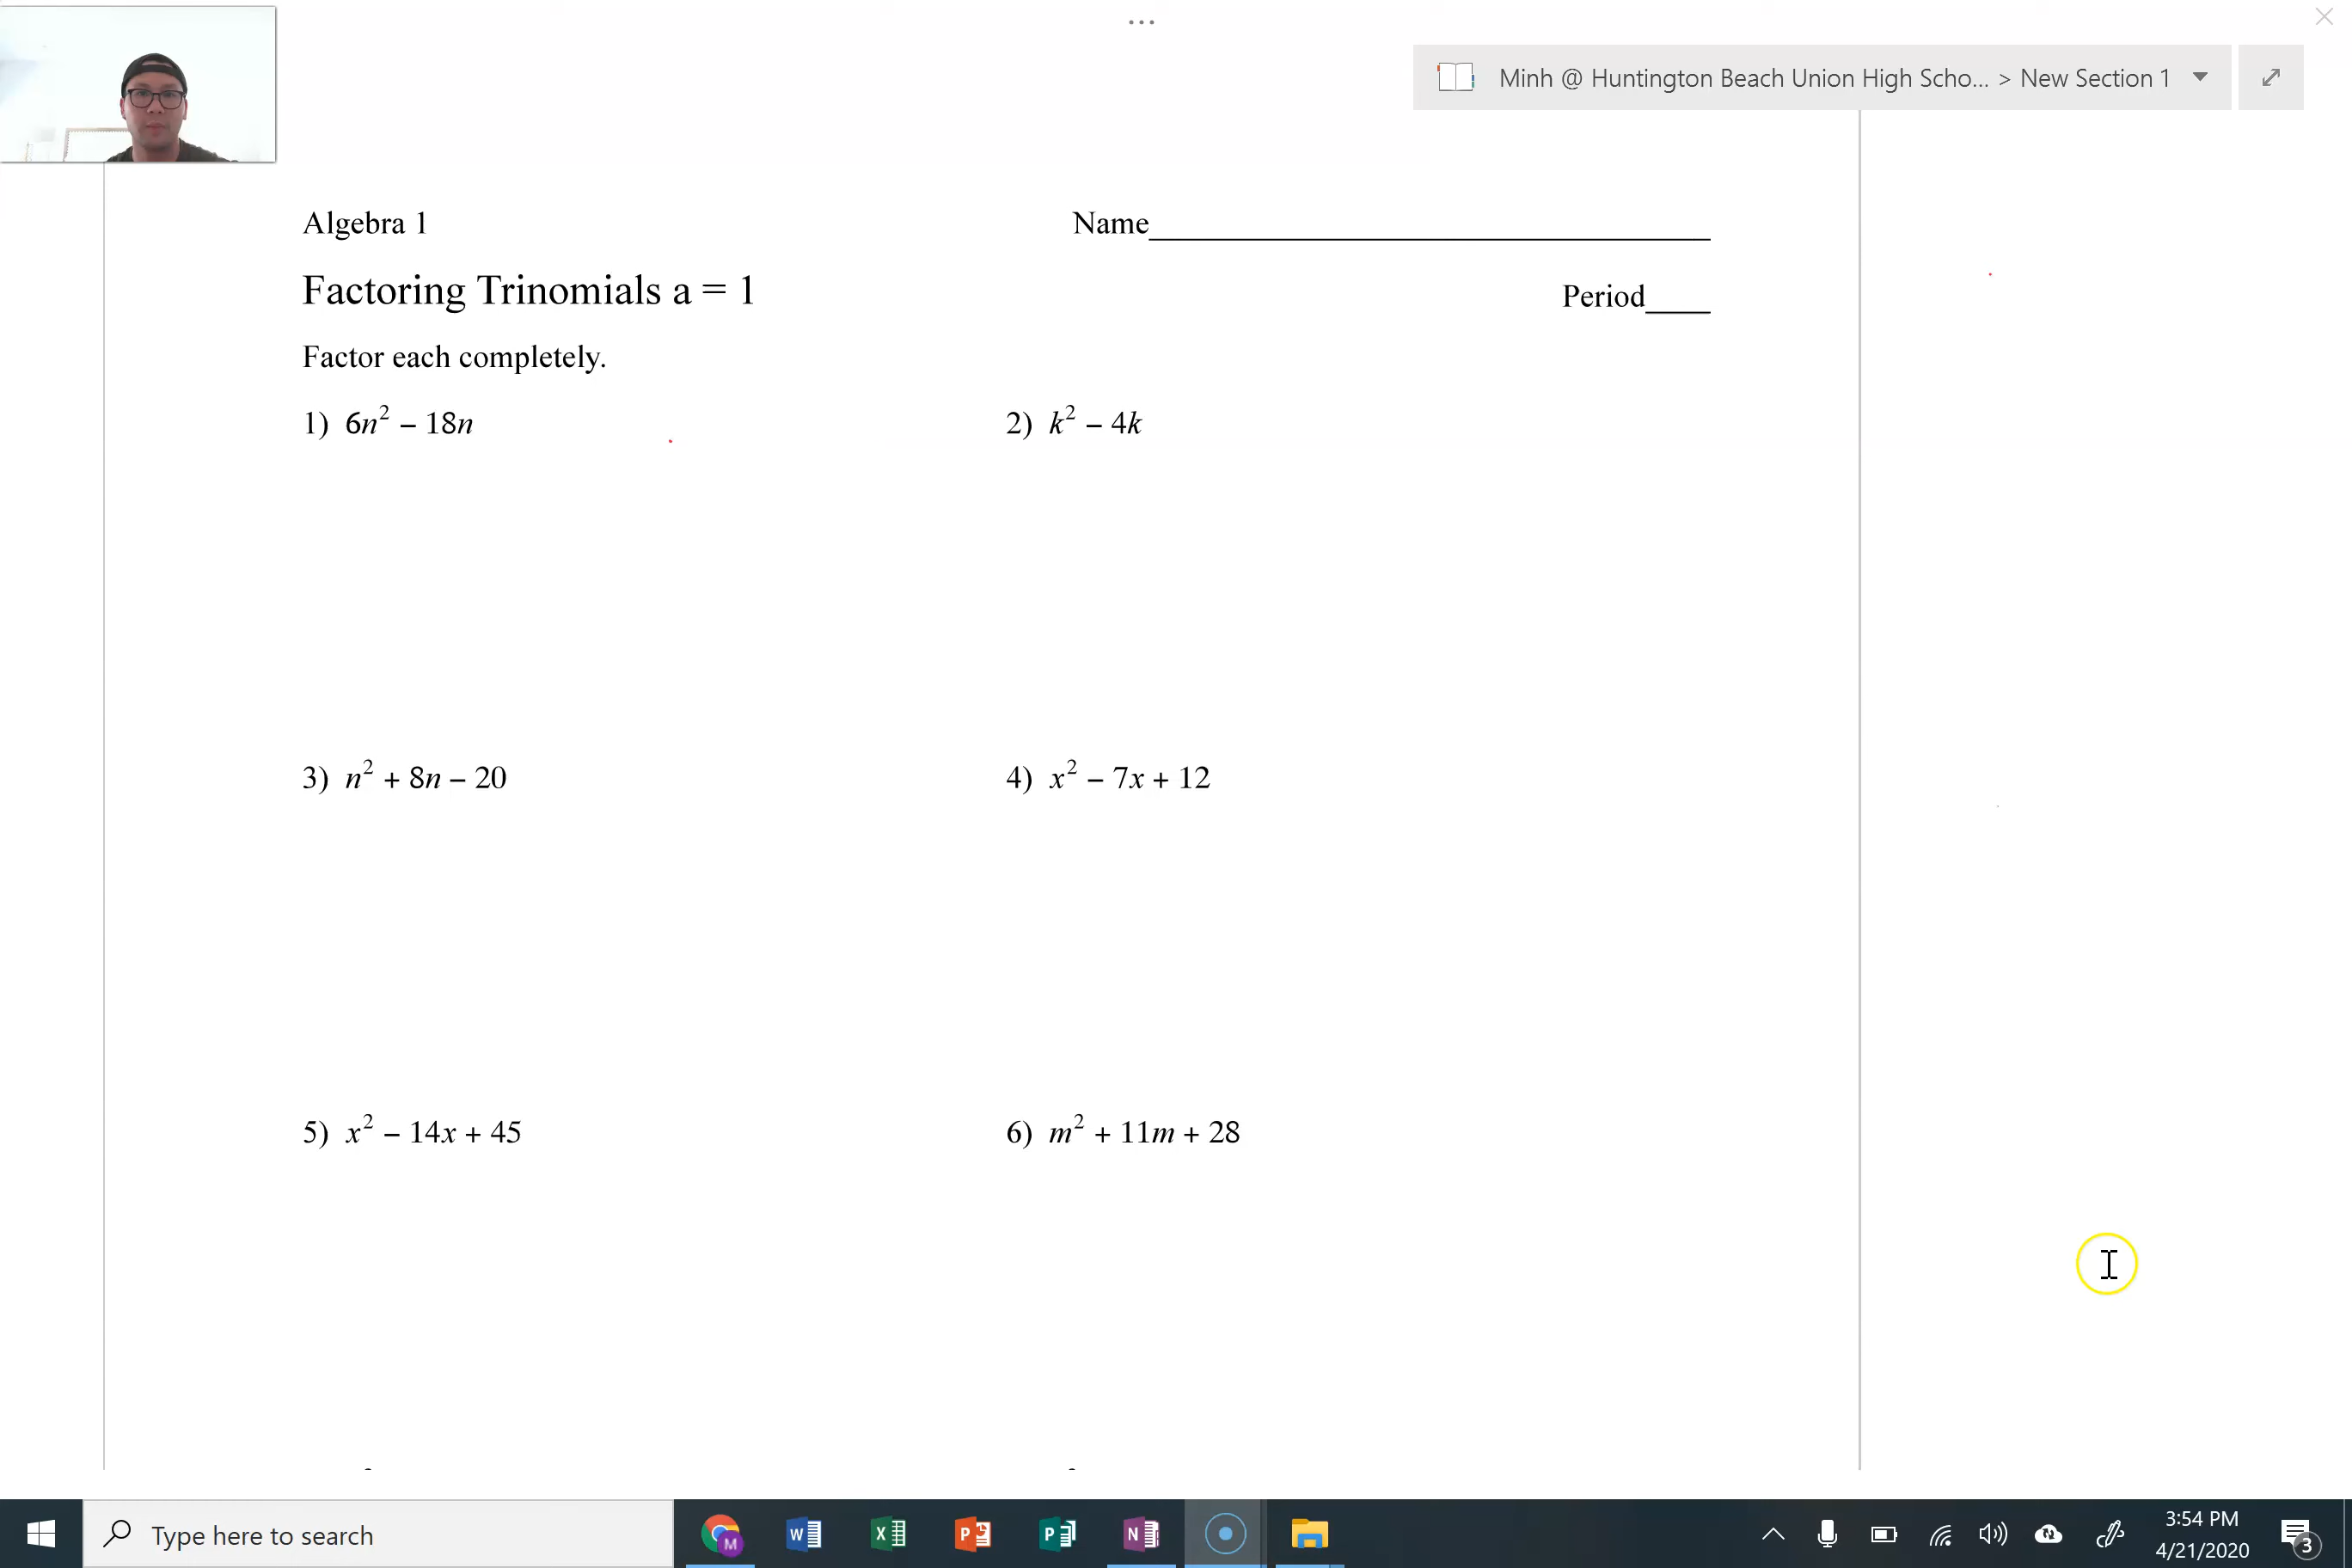 Minh @ Huntington Beach Union High Scho... > New Section 1
Algebra 1
Name
Factoring Trinomials a = 1
Period
Factor each completely.
1) 6n² − 18n
2) k² − 4k
3) n² + 8n − 20
4) x² − 7x + 12
5) x² − 14x + 45
6) m² + 11m + 28
Type here to search
M
W
X
P
P
N
3:54 PM
4/21/2020
3